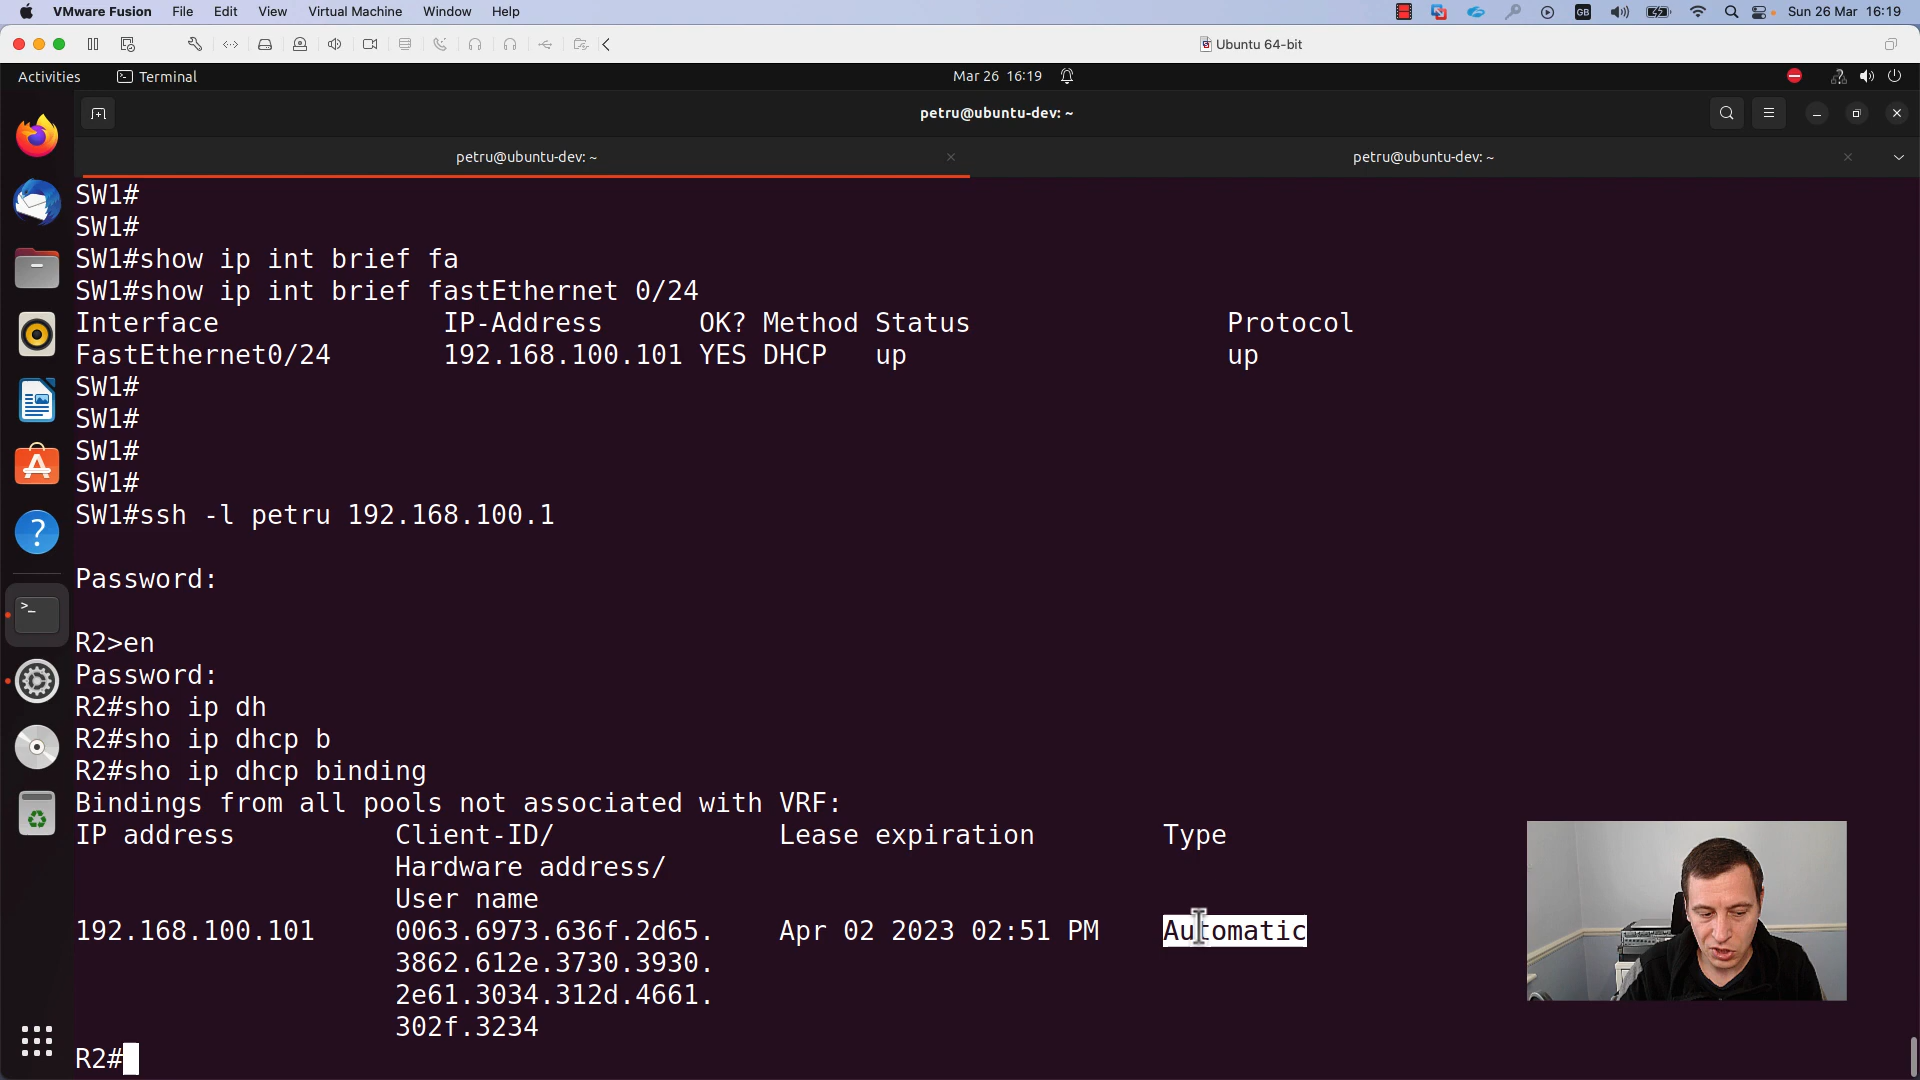 VMware Fusion File Edit View Virtual Machine Window Help GB Sun 26 Mar 16:19
Ubuntu 64-bit
Activities Terminal Mar 26 16:19
petru@ubuntu-dev: ~
petru@ubuntu-dev: ~ petru@ubuntu-dev: ~
SW1#
SW1#
SW1#show ip int brief fa
SW1#show ip int brief fastEthernet 0/24
Interface IP-Address OK? Method Status Protocol
FastEthernet0/24 192.168.100.101 YES DHCP up up
SW1#
SW1#
SW1#
SW1#
SW1#ssh -l petru 192.168.100.1
Password:
R2>en
Password:
R2#sho ip dh
R2#sho ip dhcp b
R2#sho ip dhcp binding
Bindings from all pools not associated with VRF:
IP address Client-ID/ Lease expiration Type
Hardware address/
User name
192.168.100.101 0063.6973.636f.2d65. Apr 02 2023 02:51 PM Automatic
3862.612e.3730.3930.
2e61.3034.312d.4661.
302f.3234
R2#